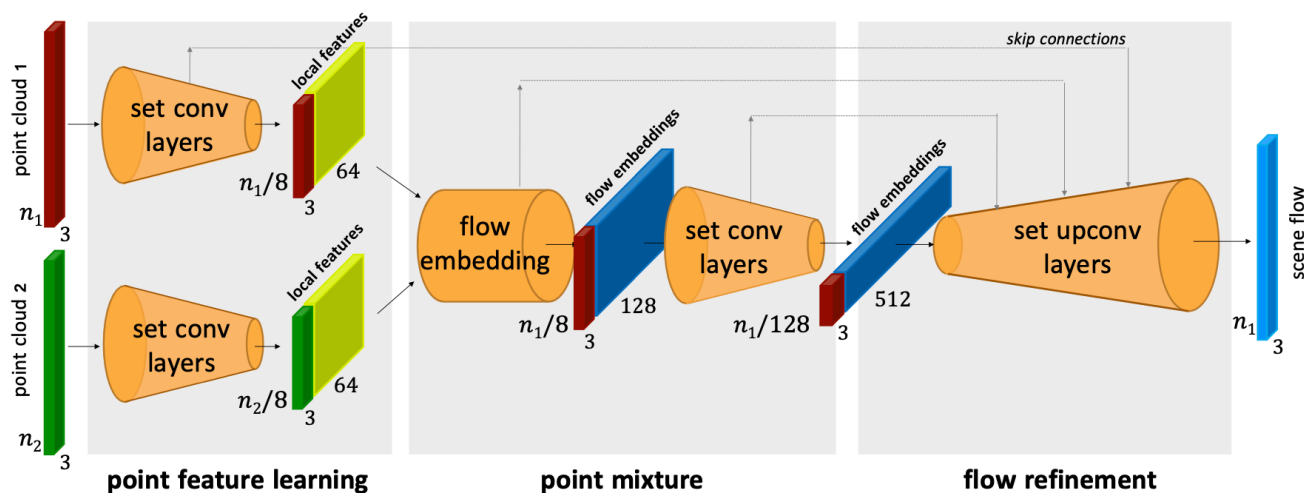 point cloud 1
n₁
3
set conv
layers
local features
n₁/8
3
64
point cloud 2
n₂
3
set conv
layers
local features
n₂/8
3
64
point feature learning
flow
embedding
flow embeddings
n₁/8
3
128
set conv
layers
point mixture
skip connections
flow embeddings
n₁/128
3
512
set upconv
layers
flow refinement
scene flow
n₁
3